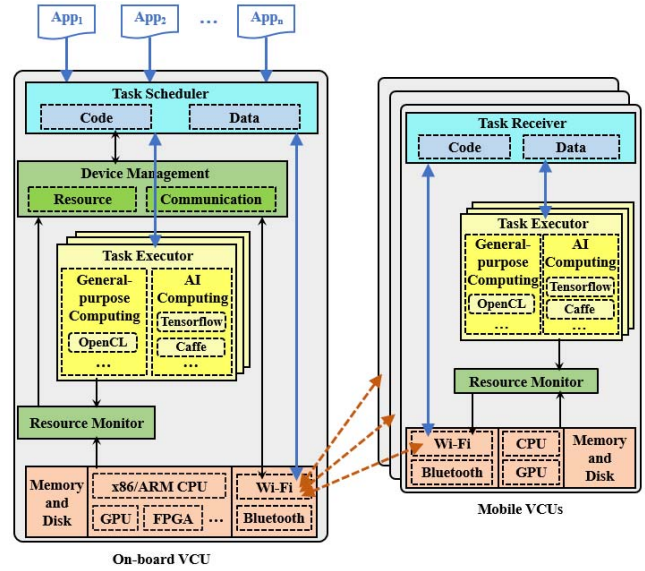 App1 App2 ... Appn
Task Scheduler
Code Data
Device Management
Resource Communication
Task Executor
General-
purpose
Computing
OpenCL
...
AI
Computing
Tensorflow
Caffe
...
Resource Monitor
Memory
and
Disk
x86/ARM CPU
GPU FPGA ...
Wi-Fi
Bluetooth
On-board VCU
Task Receiver
Code Data
Task Executor
General-
purpose
Computing
OpenCL
...
AI
Computing
Tensorflow
Caffe
...
Resource Monitor
Wi-Fi
Bluetooth
CPU
GPU
Memory
and
Disk
Mobile VCUs